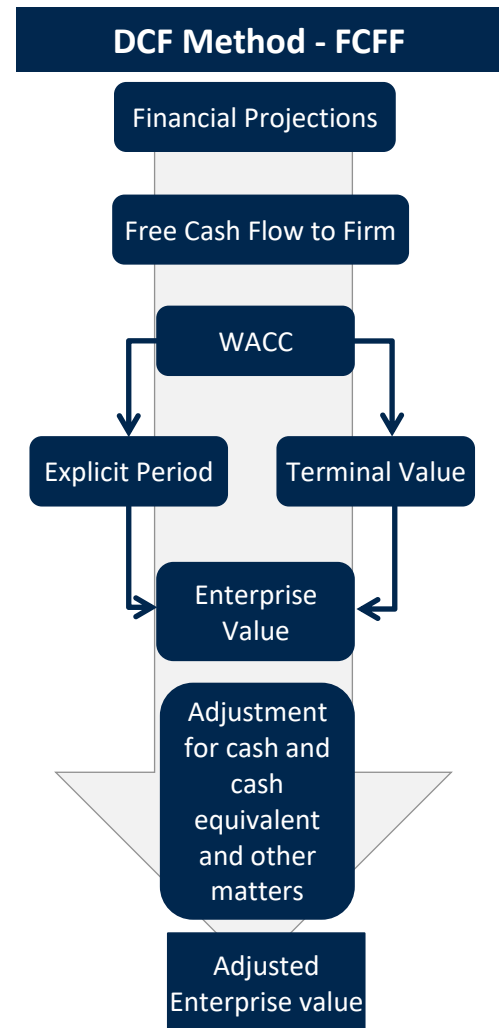 DCF Method - FCFF
Financial Projections
Free Cash Flow to Firm
WACC
Explicit Period
Terminal Value
Enterprise
Value
Adjustment
for cash and
cash
equivalent
and other
matters
Adjusted
Enterprise value